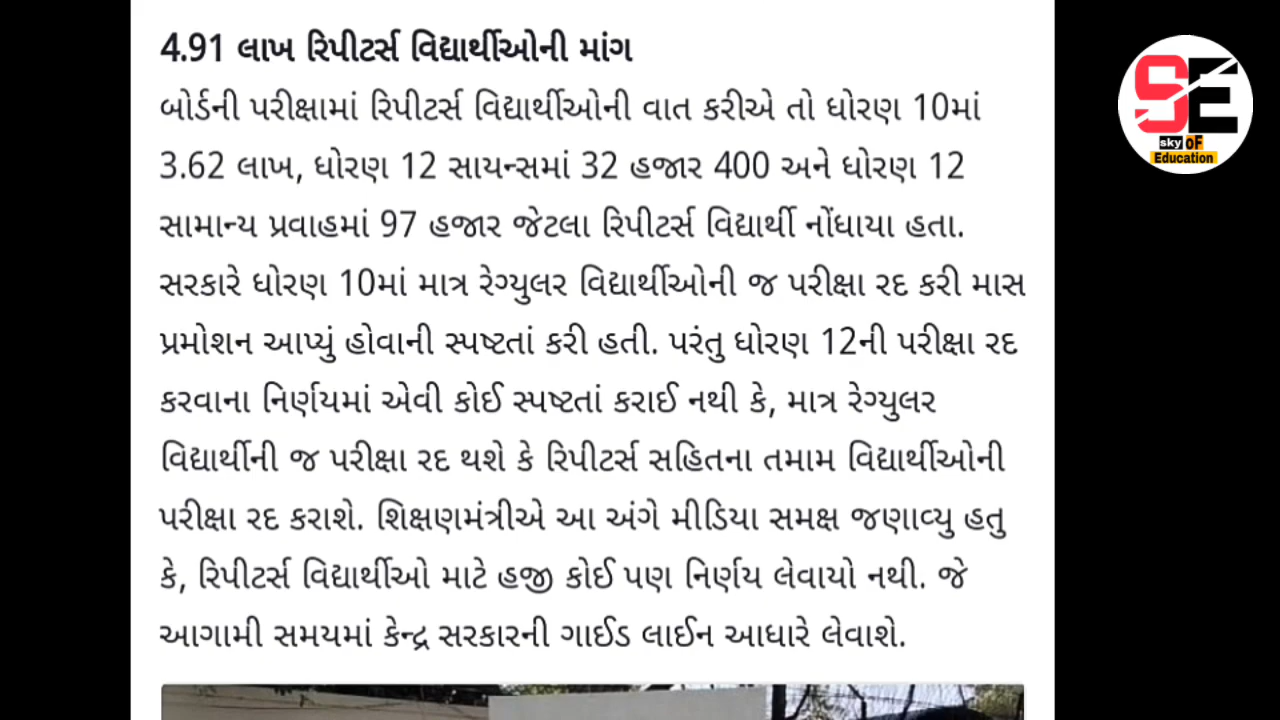 4.91 લાખ રિપીટર્સ વિદ્યાર્થીઓની માંગ
બોર્ડની પરીક્ષામાં રિપીટર્સ વિદ્યાર્થીઓની વાત કરીએ તો ધોરણ 10માં
3.62 લાખ, ધોરણ 12 સાયન્સમાં 32 હજાર 400 અને ધોરણ 12
સામાન્ય પ્રવાહમાં 97 હજાર જેટલા રિપીટર્સ વિદ્યાર્થી નોંધાયા હતા.
સરકારે ધોરણ 10માં માત્ર રેગ્યુલર વિદ્યાર્થીઓની જ પરીક્ષા રદ કરી માસ
પ્રમોશન આપ્યું હોવાની સ્પષ્ટતાં કરી હતી. પરંતુ ધોરણ 12ની પરીક્ષા રદ
કરવાના નિર્ણયમાં એવી કોઈ સ્પષ્ટતાં કરાઈ નથી કે, માત્ર રેગ્યુલર
વિદ્યાર્થીની જ પરીક્ષા રદ થશે કે રિપીટર્સ સહિતના તમામ વિદ્યાર્થીઓની
પરીક્ષા રદ કરાશે. શિક્ષણમંત્રીએ આ અંગે મીડિયા સમક્ષ જણાવ્યુ હતુ
કે, રિપીટર્સ વિદ્યાર્થીઓ માટે હજી કોઈ પણ નિર્ણય લેવાયો નથી. જે
આગામી સમયમાં કેન્દ્ર સરકારની ગાઈડ લાઈન આધારે લેવાશે.
SE
sky OF
Education